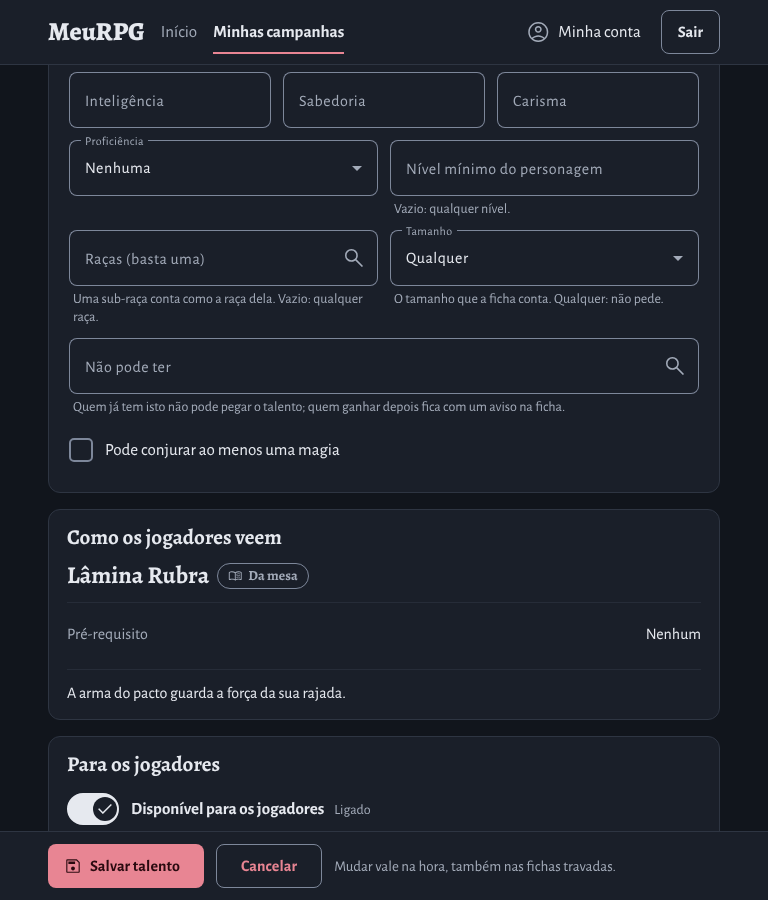 MeuRPG Início Minhas campanhas Minha conta Sair
Inteligência Sabedoria Carisma
Proficiência
Nenhuma Nível mínimo do personagem
Vazio: qualquer nível.
Tamanho
Raças (basta uma) Qualquer
Uma sub-raça conta como a raça dela. Vazio: qualquer raça.
O tamanho que a ficha conta. Qualquer: não pede.
Não pode ter
Quem já tem isto não pode pegar o talento; quem ganhar depois fica com um aviso na ficha.
Pode conjurar ao menos uma magia
Como os jogadores veem
Lâmina Rubra Da mesa
Pré-requisito Nenhum
A arma do pacto guarda a força da sua rajada.
Para os jogadores
Disponível para os jogadores Ligado
Salvar talento Cancelar Mudar vale na hora, também nas fichas travadas.